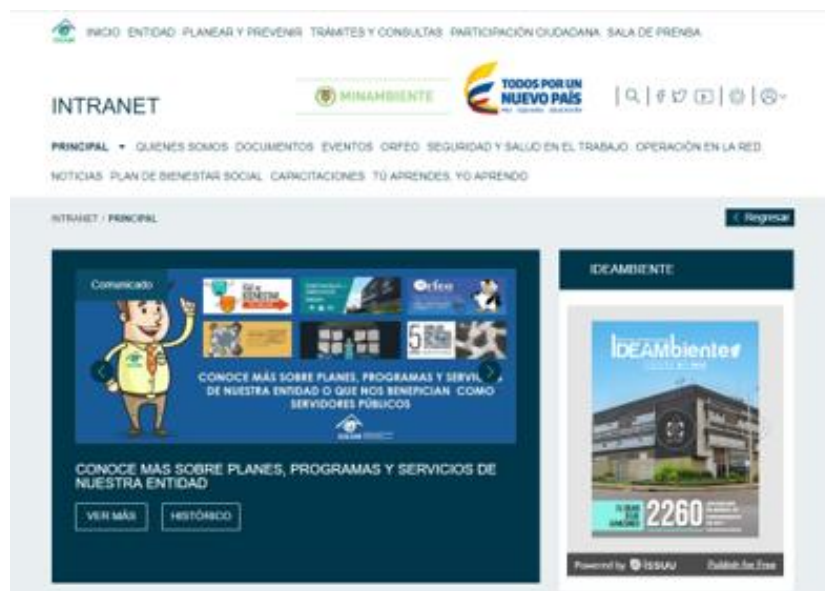 INICIO ENTIDAD PLANEAR Y PREVENIR TRÁMITES Y CONSULTAS PARTICIPACIÓN CIUDADANA SALA DE PRENSA
INTRANET
MINAMBIENTE
TODOS POR UN
NUEVO PAÍS
PRINCIPAL QUIENES SOMOS DOCUMENTOS EVENTOS ORFEO SEGURIDAD Y SALUD EN EL TRABAJO OPERACIÓN EN LA RED
NOTICIAS PLAN DE BIENESTAR SOCIAL CAPACITACIONES TÚ APRENDES, YO APRENDO
INTRANET / PRINCIPAL
Regresar
Comunicado
BIENESTAR
Orfeo
5
CONOCE MÁS SOBRE PLANES, PROGRAMAS Y
DE NUESTRA ENTIDAD O QUE NOS BENEFICIAN COMO
SERVIDORES PÚBLICOS
CONOCE MÁS SOBRE PLANES, PROGRAMAS Y SERVICIOS DE
NUESTRA ENTIDAD
VER MÁS HISTÓRICO
IDEAMBIENTE
IDEAMbiente
2260
Powered by issuu Publish for Free